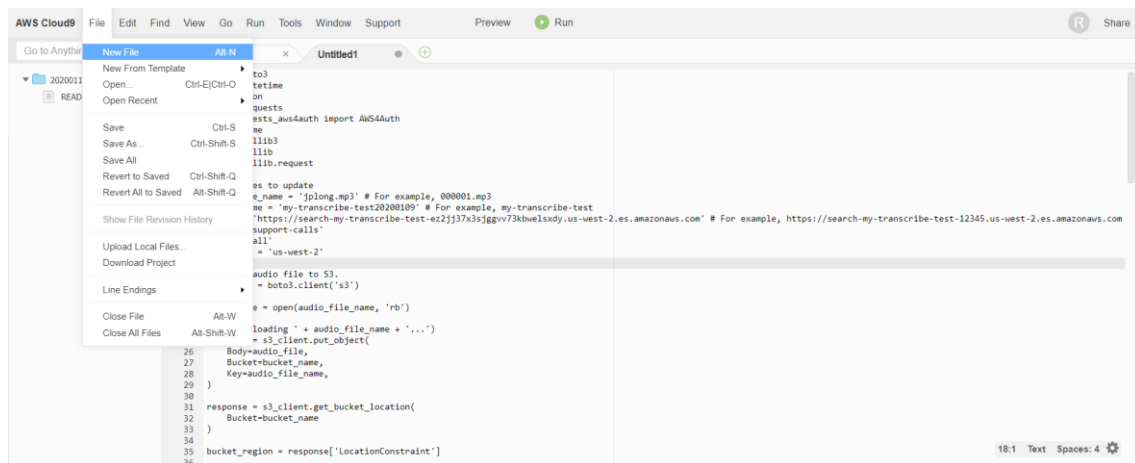 AWS Cloud9 File Edit Find View Go Run Tools Window Support Preview Run R Share
Go to Anythin × Untitled1
New File Alt-N
New From Template
Open... Ctrl-E|Ctrl-O
Open Recent
Save Ctrl-S
Save As... Ctrl-Shift-S
Save All
Revert to Saved Ctrl-Shift-Q
Revert All to Saved Alt-Shift-Q
Show File Revision History
Upload Local Files...
Download Project
Line Endings
Close File Alt-W
Close All Files Alt-Shift-W
2020011
READ
to3
tetime
on
quests
ests_aws4auth import AWS4Auth
me
llib3
llib
llib.request
es to update
e_name = 'jplong.mp3' # For example, 000001.mp3
me = 'my-transcribe-test20200109' # For example, my-transcribe-test
'https://search-my-transcribe-test-ez2jj37x3sjggvv73kbwelsxdy.us-west-2.es.amazonaws.com' # For example, https://search-my-transcribe-test-12345.us-west-2.es.amazonaws.com
support-calls'
all'
= 'us-west-2'
audio file to S3.
= boto3.client('s3')
e = open(audio_file_name, 'rb')
loading ' + audio_file_name + '...')
= s3_client.put_object(
26 Body=audio_file,
27 Bucket=bucket_name,
28 Key=audio_file_name,
29 )
30
31 response = s3_client.get_bucket_location(
32 Bucket=bucket_name
33 )
34
35 bucket_region = response['LocationConstraint']
36
18:1 Text Spaces: 4